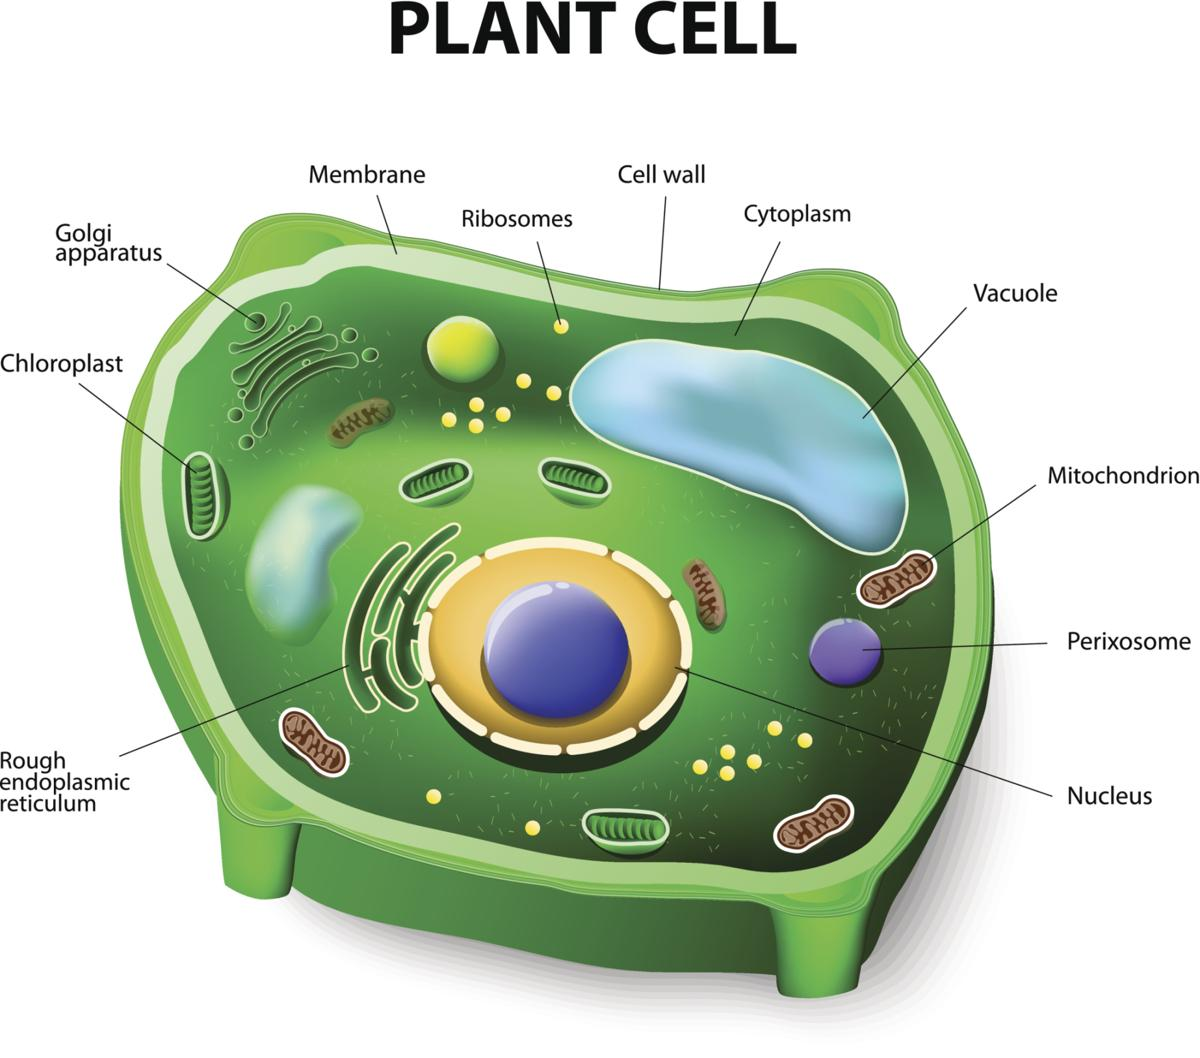 PLANT CELL
Membrane
Cell wall
Ribosomes
Cytoplasm
Golgi
apparatus
Vacuole
Chloroplast
Mitochondrion
Perixosome
Rough
endoplasmic
reticulum
Nucleus